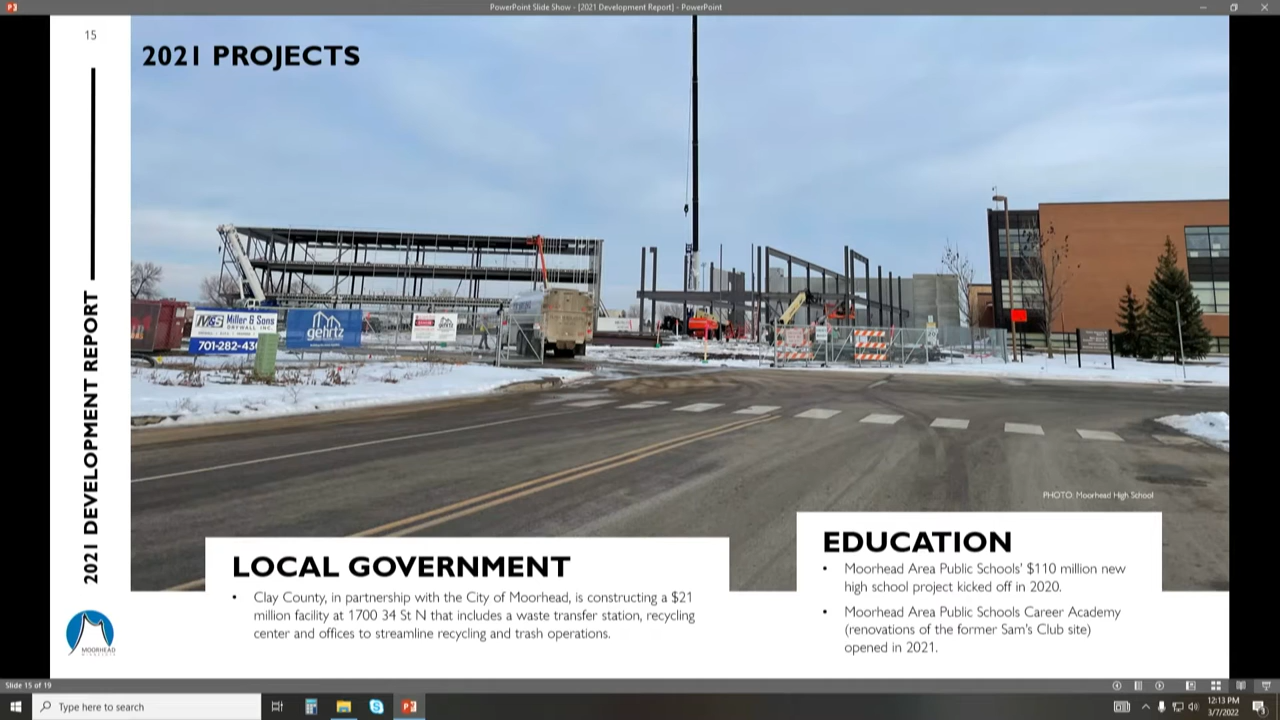 PowerPoint Slide Show - [2021 Development Report] - PowerPoint
15
2021 PROJECTS
2021 DEVELOPMENT REPORT
M&S Miller & Sons
DRYWALL INC.
701-282-43
gehrtz
PHOTO: Moorhead High School
LOCAL GOVERNMENT
• Clay County, in partnership with the City of Moorhead, is constructing a $21
million facility at 1700 34 St N that includes a waste transfer station, recycling
center and offices to streamline recycling and trash operations.
EDUCATION
• Moorhead Area Public Schools' $110 million new
high school project kicked off in 2020.
• Moorhead Area Public Schools Career Academy
(renovations of the former Sam's Club site)
opened in 2021.
MOORHEAD
Slide 15 of 19
Type here to search
12:13 PM
3/7/2022